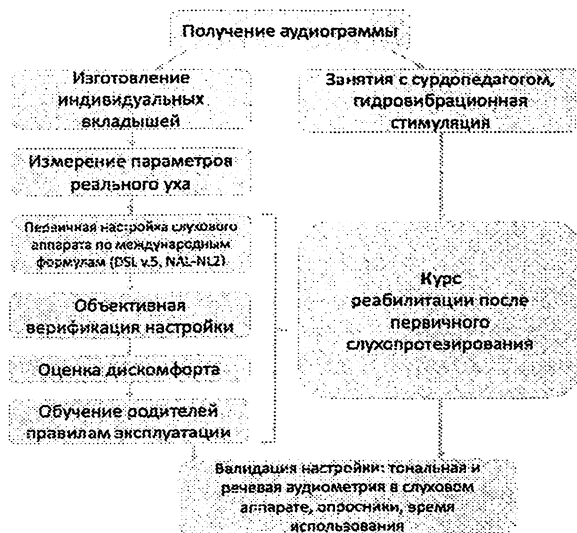 Получение аудиограммы
Изготовление
индивидуальных
вкладышей
Занятия с сурдопедагогом,
гидровибрационная
стимуляция
Измерение параметров
реального уха
Первичная настройка слухового
аппарата по международным
формулам (DSL v.5, NAL-NL2)
Объективная
верификация настройки
Оценка дискомфорта
Обучение родителей
правилам эксплуатации
Курс
реабилитации после
первичного
слухопротезирования
Валидация настройки: тональная и
речевая аудиометрия в слуховом
аппарате, опросники, время
использования